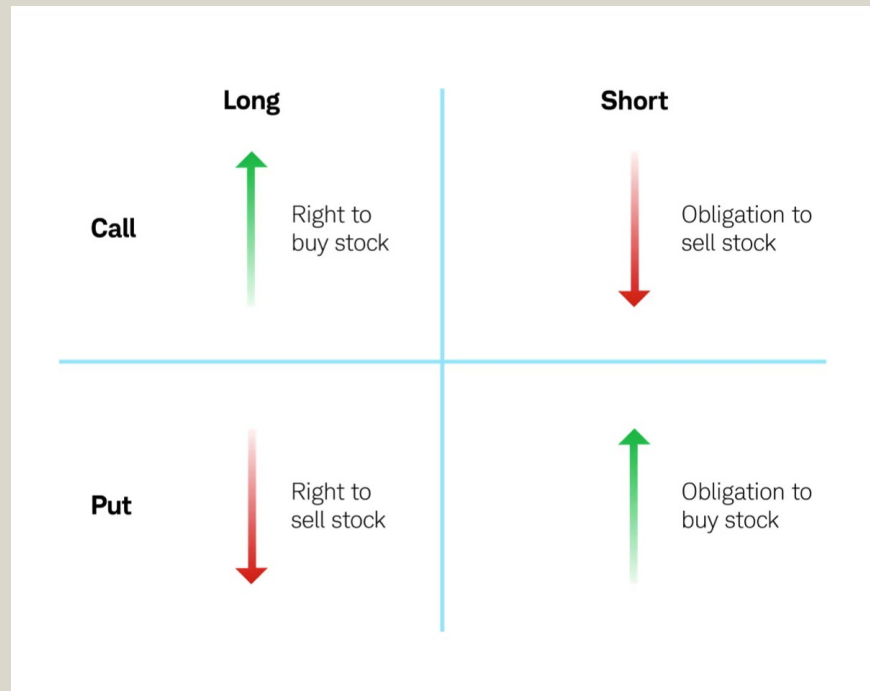 Long
Short
Call
Right to
buy stock
Obligation to
sell stock
Put
Right to
sell stock
Obligation to
buy stock